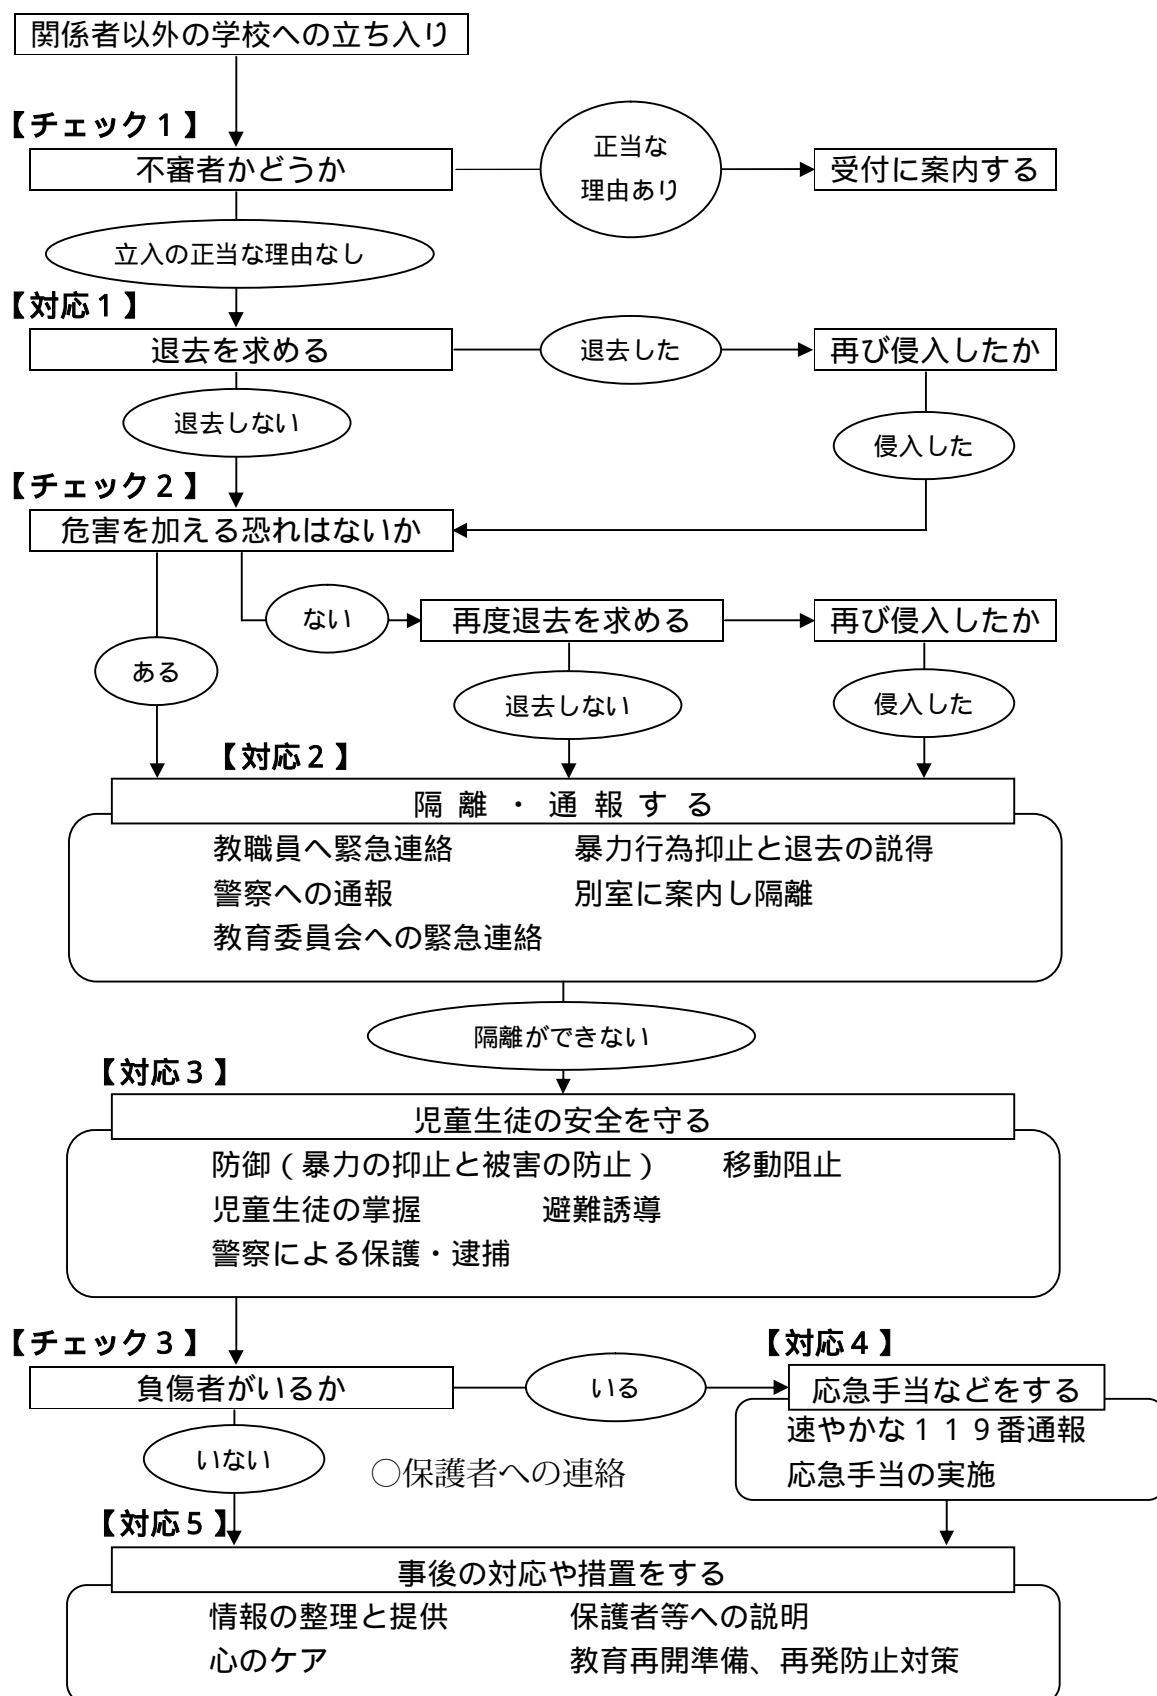 関係者以外の学校への立ち入り
【チェック１】
不審者かどうか
正当な
理由あり
受付に案内する
立入の正当な理由なし
【対応１】
退去を求める
退去した
再び侵入したか
退去しない
侵入した
【チェック２】
危害を加える恐れはないか
ない
再度退去を求める
再び侵入したか
ある
退去しない
侵入した
【対応２】
隔 離 ・ 通 報 す る
教職員へ緊急連絡 暴力行為抑止と退去の説得
警察への通報 別室に案内し隔離
教育委員会への緊急連絡
隔離ができない
【対応３】
児童生徒の安全を守る
防御（暴力の抑止と被害の防止） 移動阻止
児童生徒の掌握 避難誘導
警察による保護・逮捕
【チェック３】
負傷者がいるか
いる
【対応４】
応急手当などをする
速やかな１１９番通報
応急手当の実施
いない
○保護者への連絡
【対応５】
事後の対応や措置をする
情報の整理と提供 保護者等への説明
心のケア 教育再開準備、再発防止対策